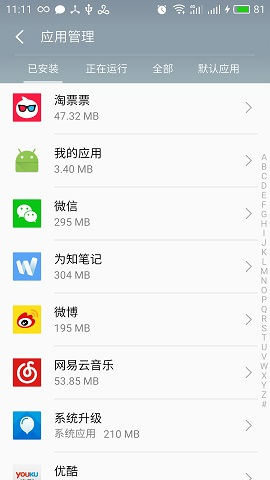 11:11
81
应用管理
已安装 正在运行 全部 默认应用
淘票票
47.32 MB
我的应用
3.40 MB
微信
295 MB
为知笔记
304 MB
微博
195 MB
网易云音乐
53.85 MB
系统升级
系统应用 210 MB
YOUKU
优酷
A
B
C
D
E
F
G
H
I
J
K
L
M
N
O
P
Q
R
S
T
U
V
W
X
Y
Z
#